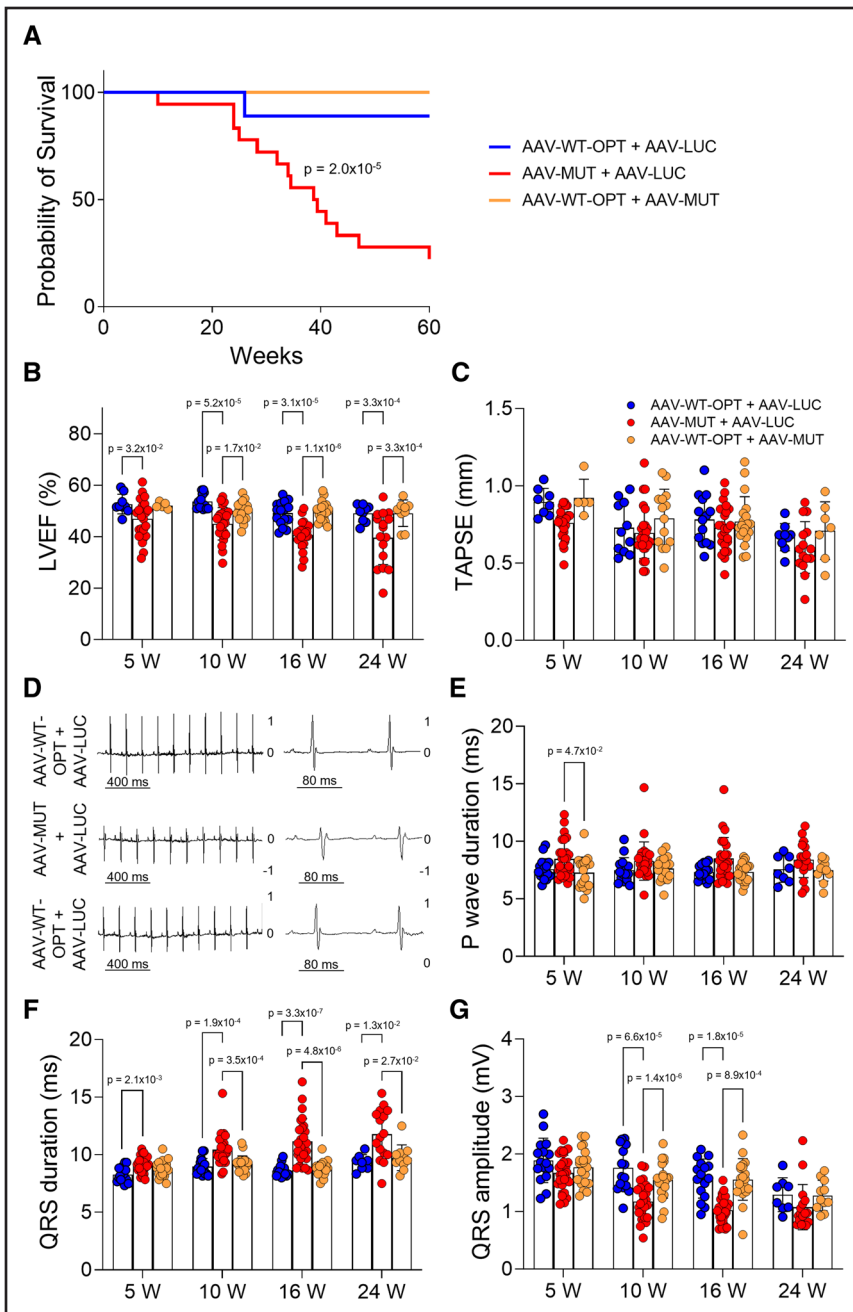 A
Probability of Survival
100
50
0
0
20
40
60
Weeks
p = 2.0x10-5
AAV-WT-OPT + AAV-LUC
AAV-MUT + AAV-LUC
AAV-WT-OPT + AAV-MUT
B
LVEF (%)
80
60
40
20
0
p = 3.2x10-2
p = 5.2x10-5
p = 1.7x10-2
p = 3.1x10-5
p = 1.1x10-6
p = 3.3x10-4
p = 3.3x10-4
5 W
10 W
16 W
24 W
C
TAPSE (mm)
1.5
1.0
0.5
0.0
AAV-WT-OPT + AAV-LUC
AAV-MUT + AAV-LUC
AAV-WT-OPT + AAV-MUT
5 W
10 W
16 W
24 W
D
AAV-WT-
OPT +
AAV-LUC
400 ms
1
0
80 ms
1
0
AAV-MUT
+
AAV-LUC
400 ms
0
-1
80 ms
0
-1
AAV-WT-
OPT +
AAV-LUC
400 ms
1
0
80 ms
1
0
E
P wave duration (ms)
20
15
10
5
0
p = 4.7x10-2
5 W
10 W
16 W
24 W
F
QRS duration (ms)
20
15
10
5
0
p = 2.1x10-3
p = 1.9x10-4
p = 3.5x10-4
p = 3.3x10-7
p = 4.8x10-6
p = 1.3x10-2
p = 2.7x10-2
5 W
10 W
16 W
24 W
G
QRS amplitude (mV)
4
3
2
1
0
p = 6.6x10-5
p = 1.4x10-6
p = 1.8x10-5
p = 8.9x10-4
5 W
10 W
16 W
24 W